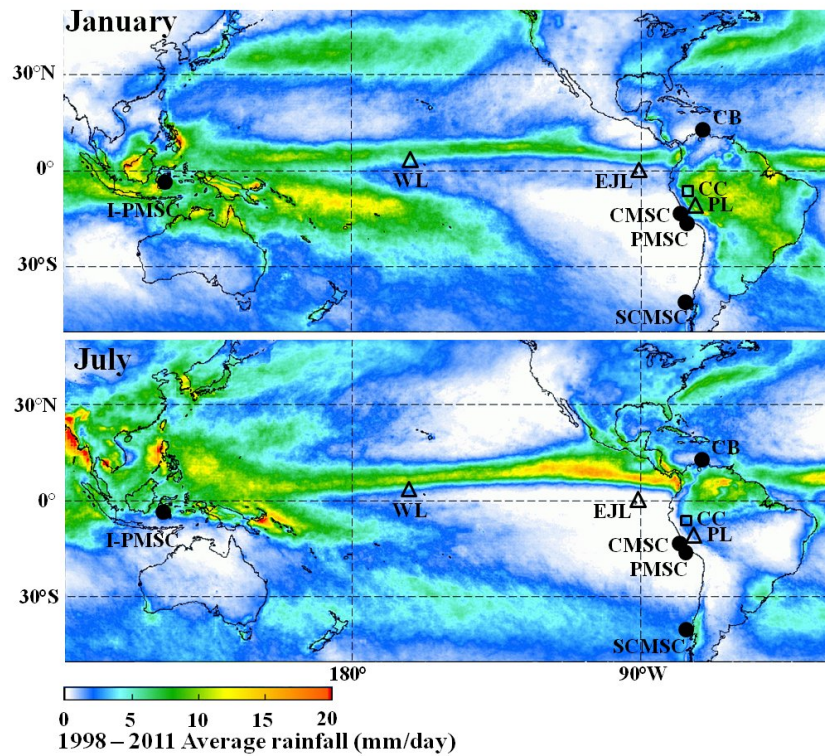 January
30°N
CB
0°
WL
EJL
CC
I-PMSC
PL
CMSC
PMSC
30°S
SCMSC
July
30°N
CB
0°
WL
EJL
CC
I-PMSC
PL
CMSC
PMSC
30°S
SCMSC
180°
90°W
0 5 10 15 20
1998 – 2011 Average rainfall (mm/day)